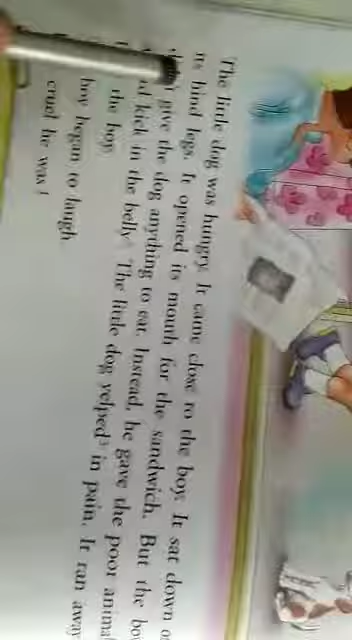 The little dog was hungry. It came close to the boy. It sat down
its hind legs. It opened its mouth for the sandwich. But the
give the dog anything to eat. Instead, he gave the poor
kick in the belly. The little dog yelped³ in pain. It ran away
the boy.
boy began to laugh
cruel he was!